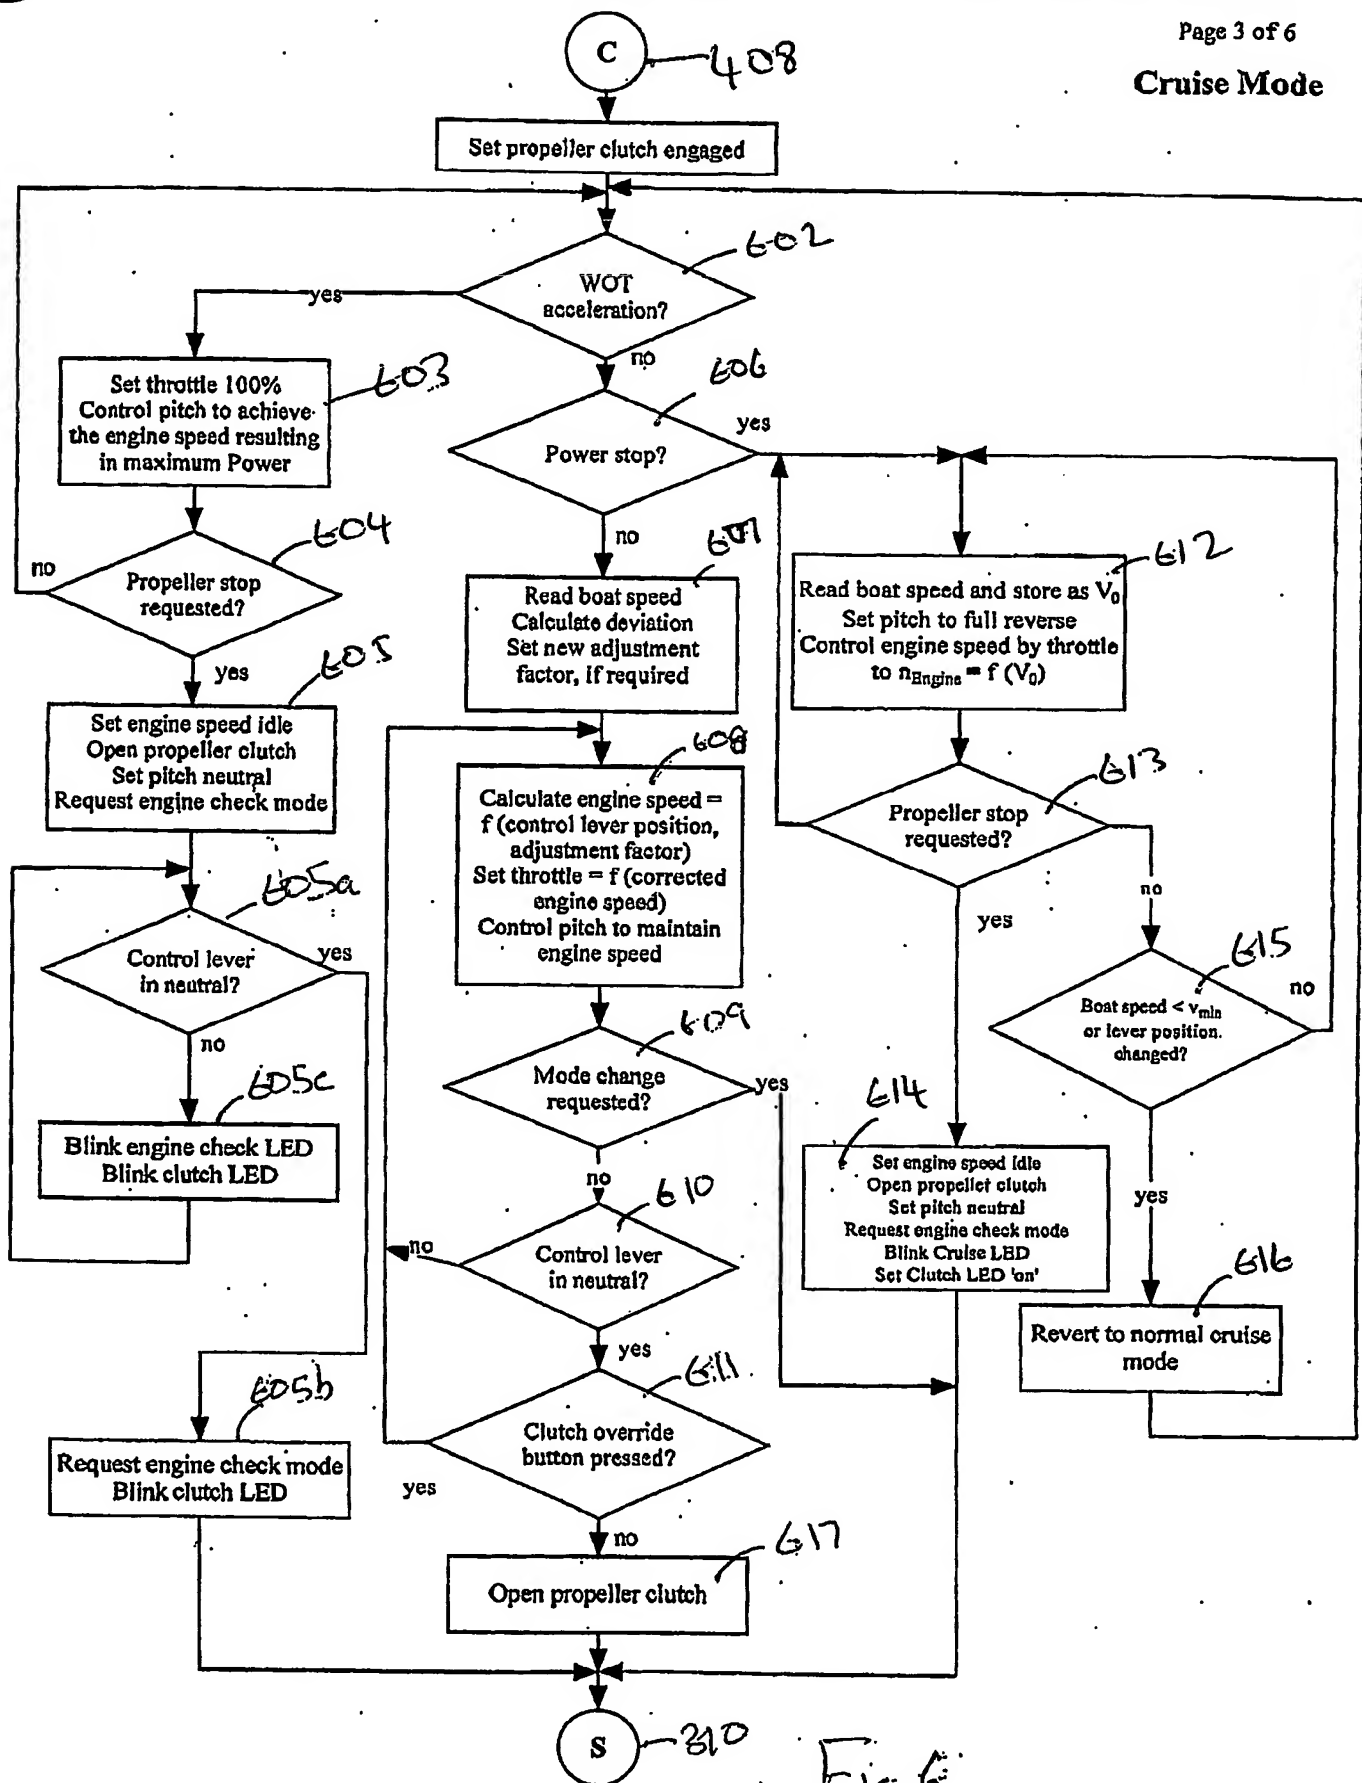 Page 3 of 6
Cruise Mode
C
408
Set propeller clutch engaged
602
WOT
acceleration?
yes
no
603
Set throttle 100%
Control pitch to achieve
the engine speed resulting
in maximum Power
606
Power stop?
yes
no
604
Propeller stop
requested?
no
yes
Read boat speed
Calculate deviation
Set new adjustment
factor, if required
612
Read boat speed and store as V₀
Set pitch to full reverse
Control engine speed by throttle
to nEngine = f (V₀)
605
Set engine speed idle
Open propeller clutch
Set pitch neutral
Request engine check mode
608
Calculate engine speed =
f (control lever position,
adjustment factor)
Set throttle = f (corrected
engine speed)
Control pitch to maintain
engine speed
613
Propeller stop
requested?
no
yes
605a
Control lever
in neutral?
yes
no
615
Boat speed < vmin
or lever position.
changed?
no
yes
609
Mode change
requested?
yes
no
605c
Blink engine check LED
Blink clutch LED
614
Set engine speed idle
Open propeller clutch
Set pitch neutral
Request engine check mode
Blink Cruise LED
Set Clutch LED 'on'
610
Control lever
in neutral?
no
yes
616
Revert to normal cruise
mode
611
Clutch override
button pressed?
yes
no
605b
Request engine check mode
Blink clutch LED
617
Open propeller clutch
S
310
Fig 6